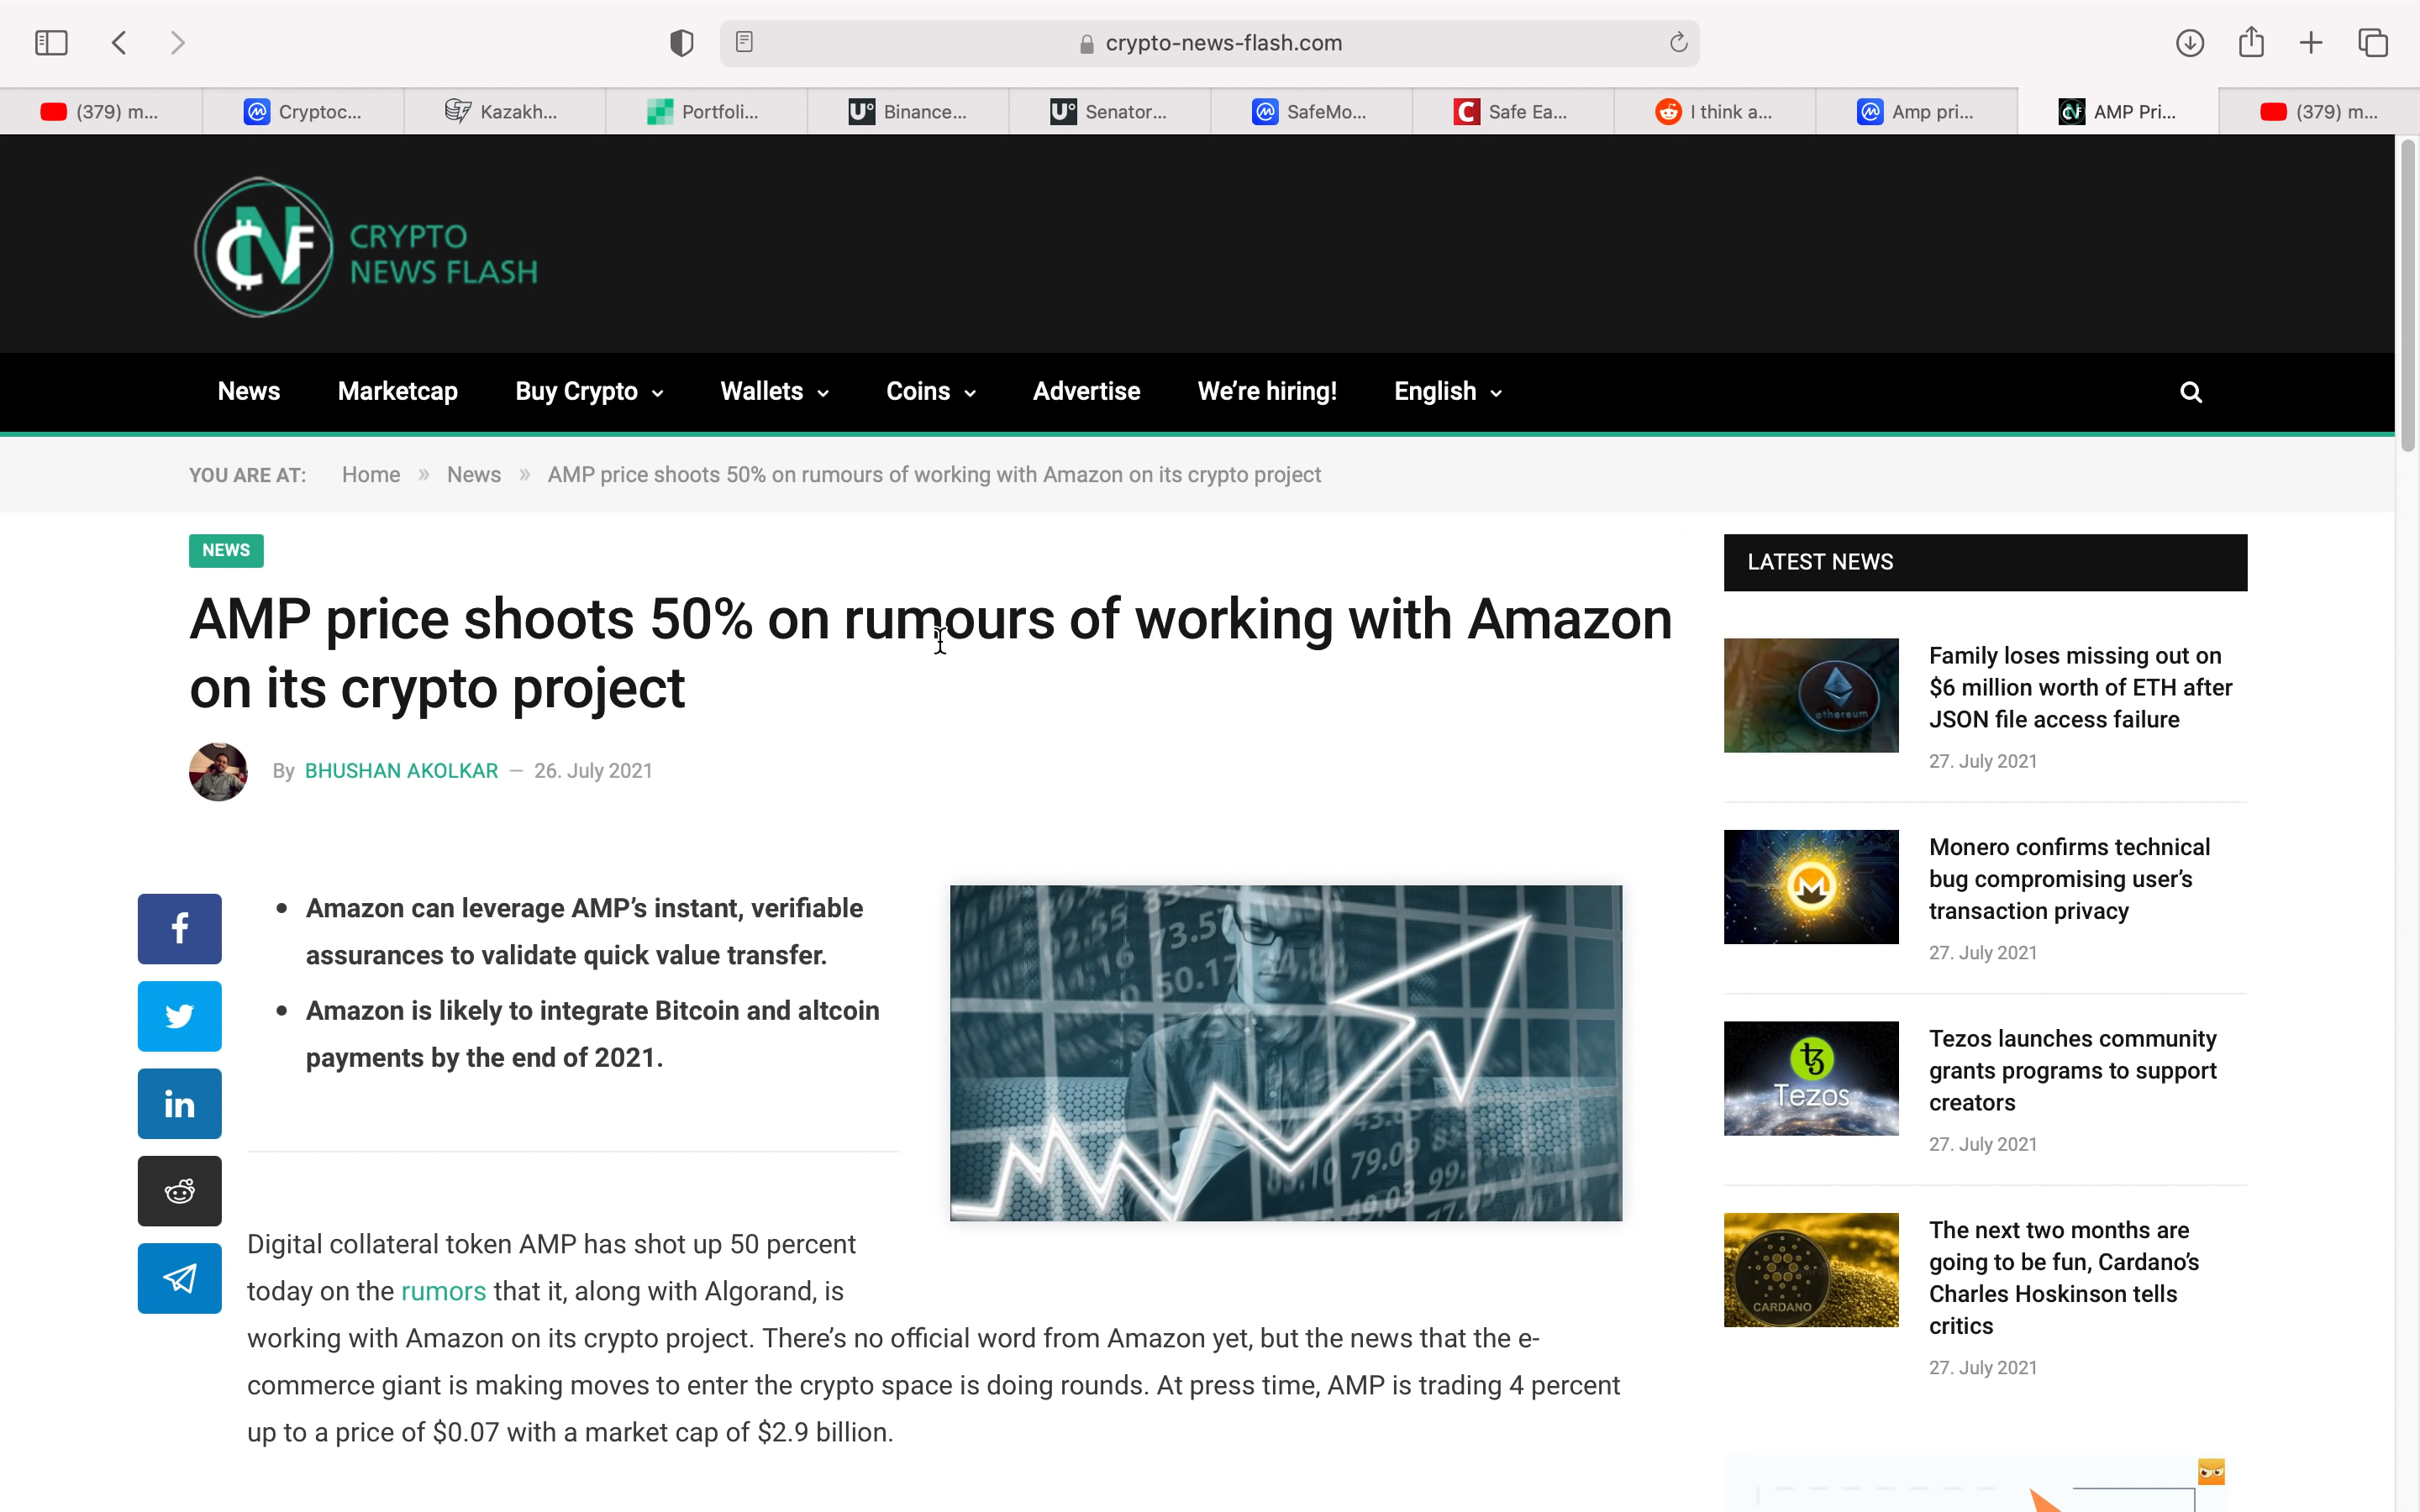 crypto-news-flash.com
(379) m...
Cryptoc...
Kazakh...
Portfoli...
U° Binance...
U° Senator...
SafeMo...
C Safe Ea...
I think a...
Amp pri...
AMP Pri...
(379) m...
CNF CRYPTO
NEWS FLASH
News Marketcap Buy Crypto Wallets Coins Advertise We’re hiring! English
YOU ARE AT: Home » News » AMP price shoots 50% on rumours of working with Amazon on its crypto project
NEWS
AMP price shoots 50% on rumours of working with Amazon
on its crypto project
By BHUSHAN AKOLKAR — 26. July 2021
f
in
• Amazon can leverage AMP’s instant, verifiable
assurances to validate quick value transfer.
• Amazon is likely to integrate Bitcoin and altcoin
payments by the end of 2021.
73.5
50.17
79.09
Digital collateral token AMP has shot up 50 percent
today on the rumors that it, along with Algorand, is
working with Amazon on its crypto project. There’s no official word from Amazon yet, but the news that the e-
commerce giant is making moves to enter the crypto space is doing rounds. At press time, AMP is trading 4 percent
up to a price of $0.07 with a market cap of $2.9 billion.
LATEST NEWS
ethereum
Family loses missing out on
$6 million worth of ETH after
JSON file access failure
27. July 2021
Monero confirms technical
bug compromising user’s
transaction privacy
27. July 2021
Tezos
Tezos launches community
grants programs to support
creators
27. July 2021
CARDANO
The next two months are
going to be fun, Cardano’s
Charles Hoskinson tells
critics
27. July 2021